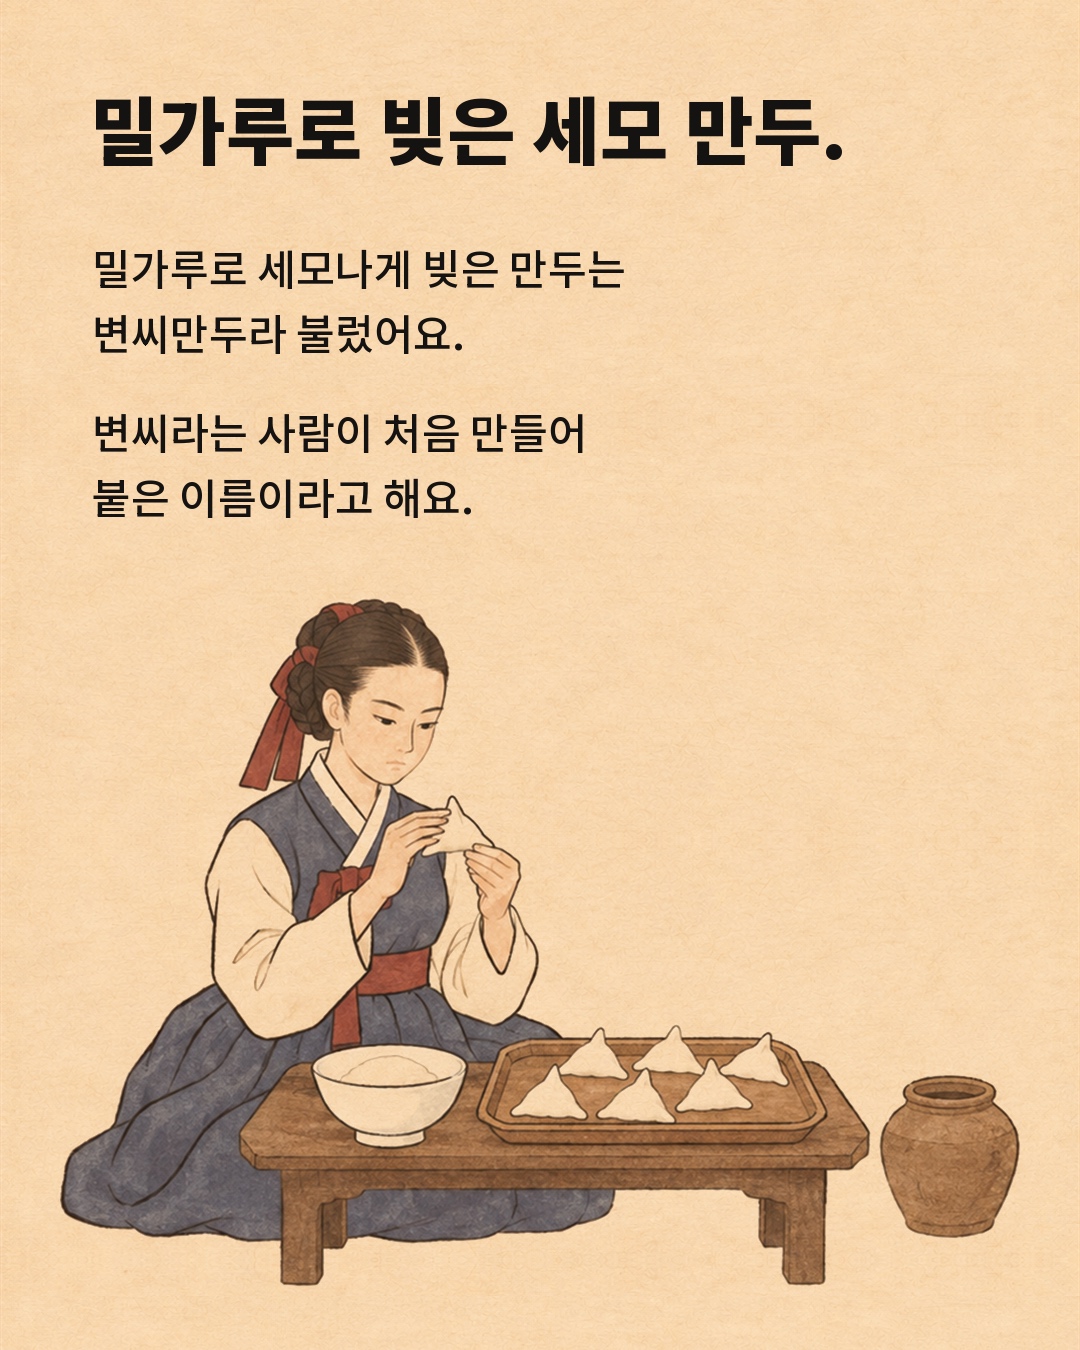 밀가루로 빚은 세모 만두.
밀가루로 세모나게 빚은 만두는
변씨만두라 불렀어요.
변씨라는 사람이 처음 만들어
붙은 이름이라고 해요.